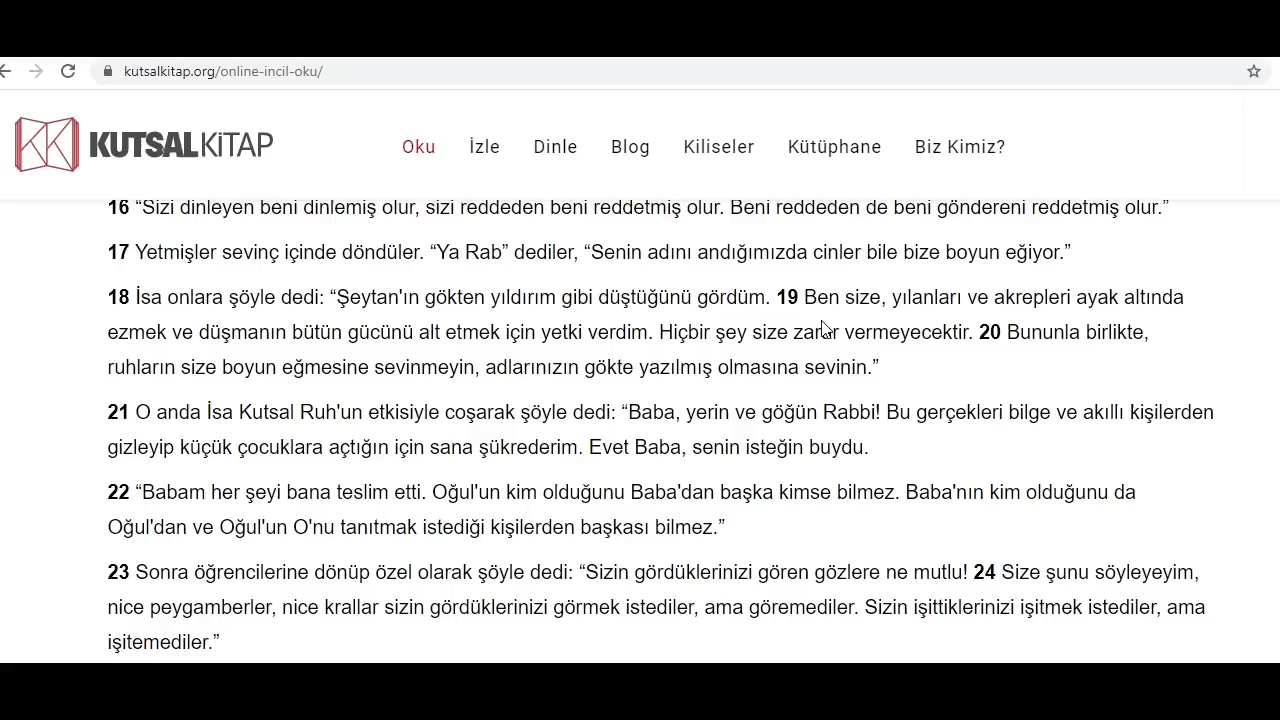 kutsalkitap.org/online-incil-oku/
KUTSALKİTAP
Oku İzle Dinle Blog Kiliseler Kütüphane Biz Kimiz?
16 “Sizi dinleyen beni dinlemiş olur, sizi reddeden beni reddetmiş olur. Beni reddeden de beni göndereni reddetmiş olur.”
17 Yetmişler sevinç içinde döndüler. “Ya Rab” dediler, “Senin adını andığımızda cinler bile bize boyun eğiyor.”
18 İsa onlara şöyle dedi: “Şeytan'ın gökten yıldırım gibi düştüğünü gördüm. 19 Ben size, yılanları ve akrepleri ayak altında
ezmek ve düşmanın bütün gücünü alt etmek için yetki verdim. Hiçbir şey size zarar vermeyecektir. 20 Bununla birlikte,
ruhların size boyun eğmesine sevinmeyin, adlarınızın gökte yazılmış olmasına sevinin.”
21 O anda İsa Kutsal Ruh'un etkisiyle coşarak şöyle dedi: “Baba, yerin ve göğün Rabbi! Bu gerçekleri bilge ve akıllı kişilerden
gizleyip küçük çocuklara açtığın için sana şükrederim. Evet Baba, senin isteğin buydu.
22 “Babam her şeyi bana teslim etti. Oğul'un kim olduğunu Baba'dan başka kimse bilmez. Baba'nın kim olduğunu da
Oğul'dan ve Oğul'un O'nu tanıtmak istediği kişilerden başkası bilmez.”
23 Sonra öğrencilerine dönüp özel olarak şöyle dedi: “Sizin gördüklerinizi gören gözlere ne mutlu! 24 Size şunu söyleyeyim,
nice peygamberler, nice krallar sizin gördüklerinizi görmek istediler, ama göremediler. Sizin işittiklerinizi işitmek istediler, ama
işitemediler.”